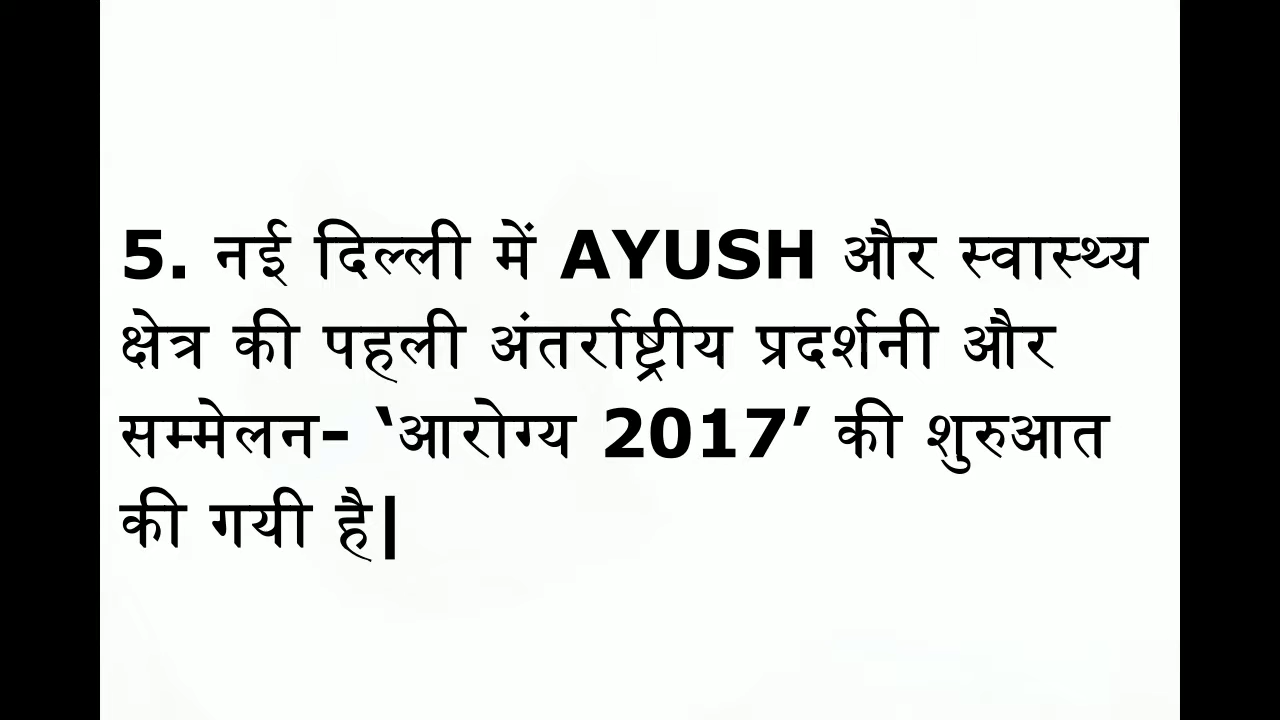 5. नई दिल्ली में AYUSH और स्वास्थ्य
क्षेत्र की पहली अंतर्राष्ट्रीय प्रदर्शनी और
सम्मेलन- ‘आरोग्य 2017’ की शुरुआत
की गयी है|